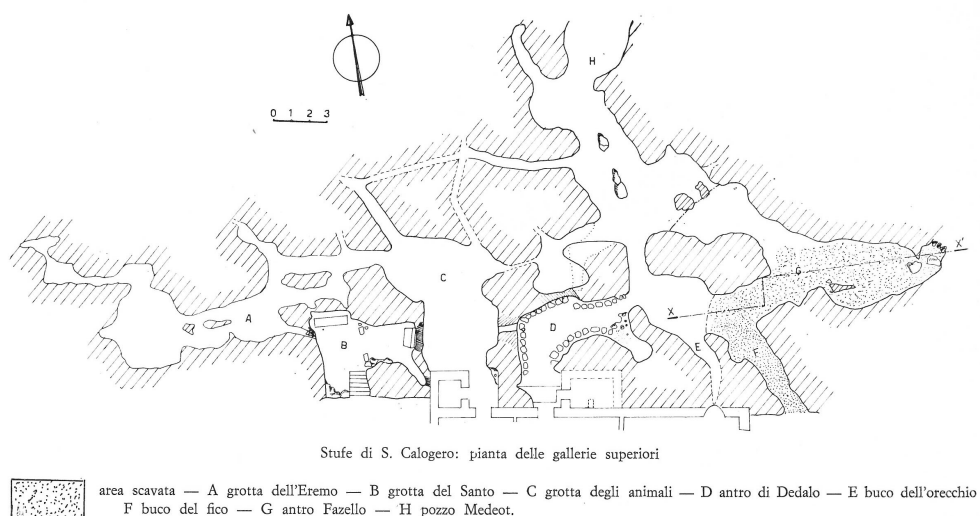 H
0 1 2 3
X'
G
C
A
X
D
B
E
F
Stufe di S. Calogero: pianta delle gallerie superiori
area scavata — A grotta dell'Eremo — B grotta del Santo — C grotta degli animali — D antro di Dedalo — E buco dell'orecchio
F buco del fico — G antro Fazello — H pozzo Medeot.